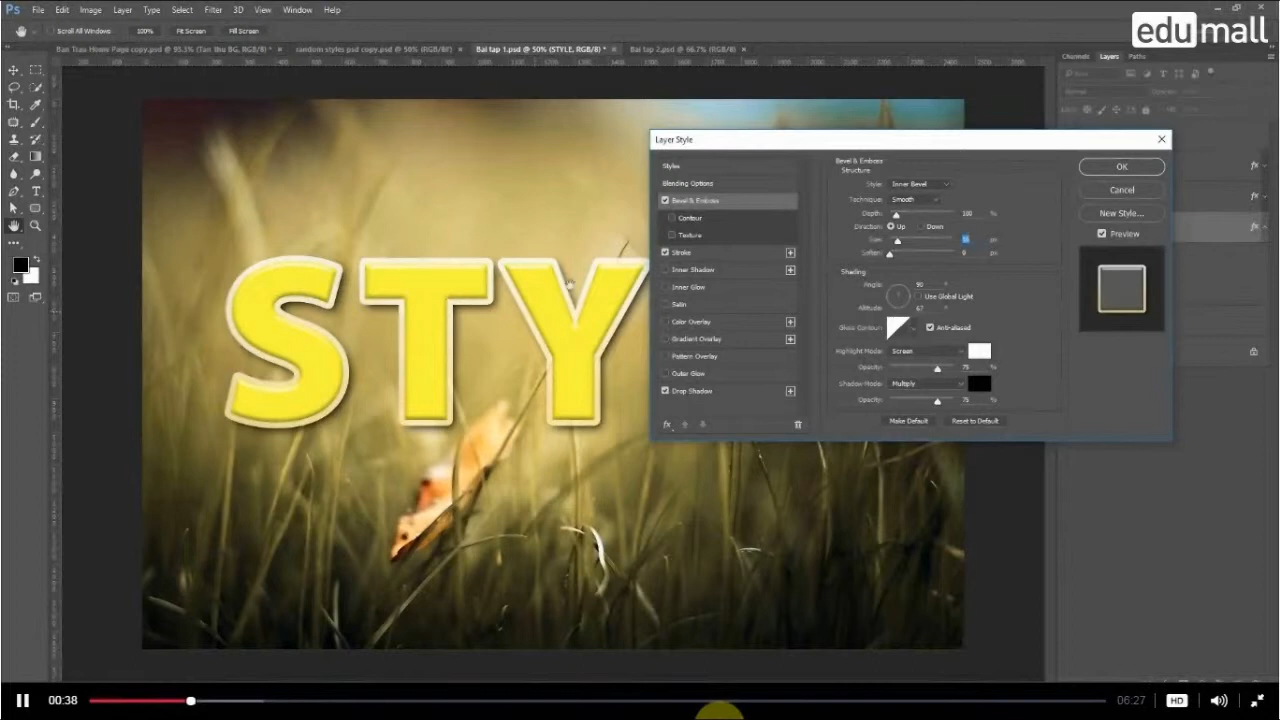 Ps File Edit Image Layer Type Select Filter 3D View Window Help
edumall
Scroll All Windows 100% Fit Screen Fill Screen
Ban Trau Home Page copy.psd @ 95.1% (Tan thu BG, RGB/8) * × random styles psd copy.psd @ 50% (RGB/8#) × Bai tap 1.psd @ 50% (STYLE, RGB/8) * × Bai tap 2.psd @ 66.7% (RGB/8) ×
Channels Layers Paths
STY
Layer Style
Styles
Blending Options
Bevel & Emboss
Contour
Texture
Stroke
Inner Shadow
Inner Glow
Satin
Color Overlay
Gradient Overlay
Pattern Overlay
Outer Glow
Drop Shadow
fx
Bevel & Emboss
Structure
Style: Inner Bevel
Technique: Smooth
Depth: 100 %
Direction: Up Down
Size: px
Soften: 0 px
Shading
Angle: 90 °
Use Global Light
Altitude: 67 °
Gloss Contour: Anti-aliased
Highlight Mode: Screen
Opacity: 75 %
Shadow Mode: Multiply
Opacity: 75 %
Make Default Reset to Default
OK
Cancel
New Style...
Preview
fx
fx
fx
00:38 06:27 HD